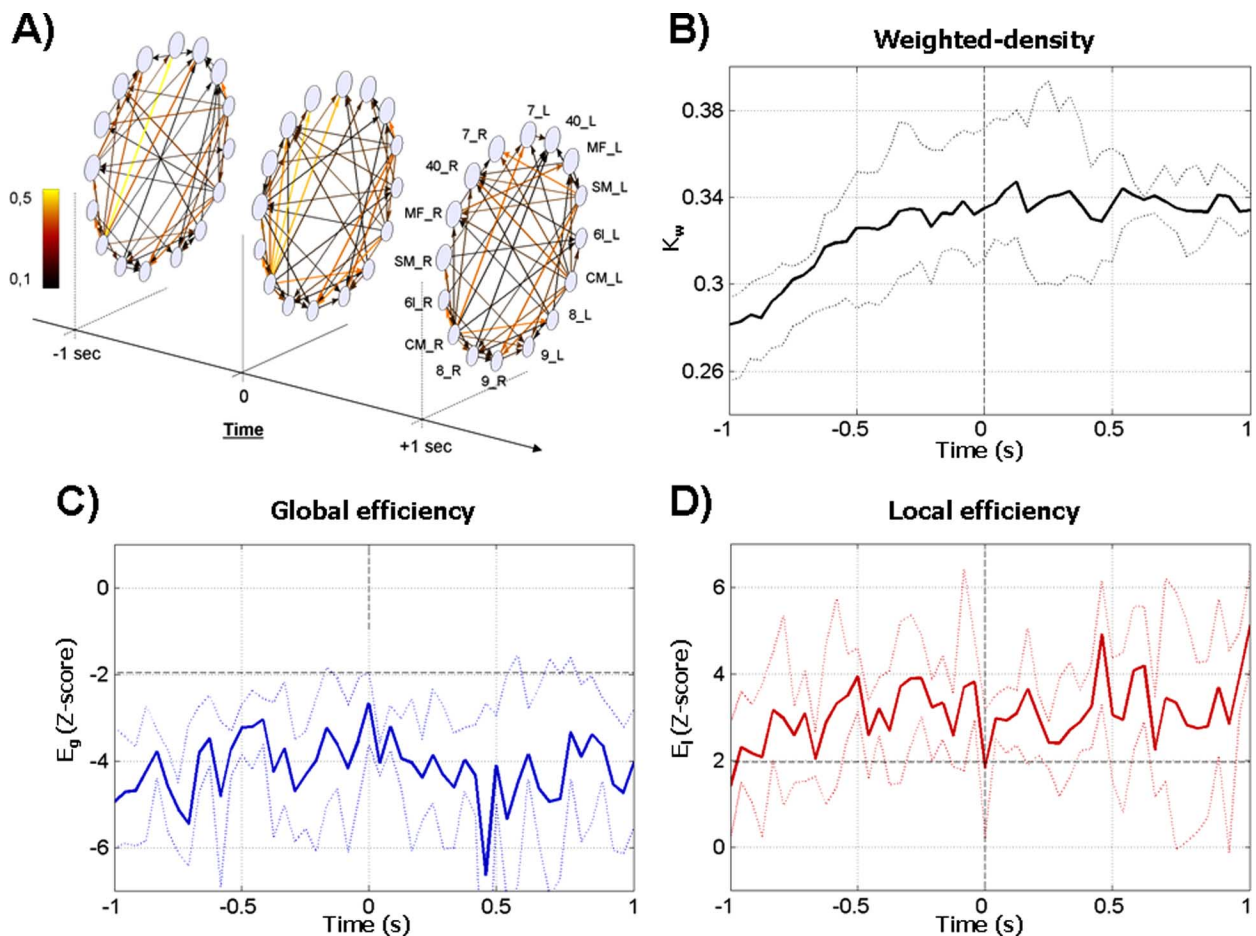 A)
0,5
0,1
-1 sec
0
Time
+1 sec
7_L
7_R
40_L
40_R
MF_L
SM_L
MF_R
6l_L
SM_R
CM_L
6l_R
8_L
CM_R
9_L
8_R
9_R
B)
Weighted-density
0.38
0.34
0.3
0.26
Kw
-1
-0.5
0
0.5
1
Time (s)
C)
Global efficiency
0
-2
-4
-6
Eg (Z-score)
-1
-0.5
0
0.5
1
Time (s)
D)
Local efficiency
6
4
2
0
El (Z-score)
-1
-0.5
0
0.5
1
Time (s)